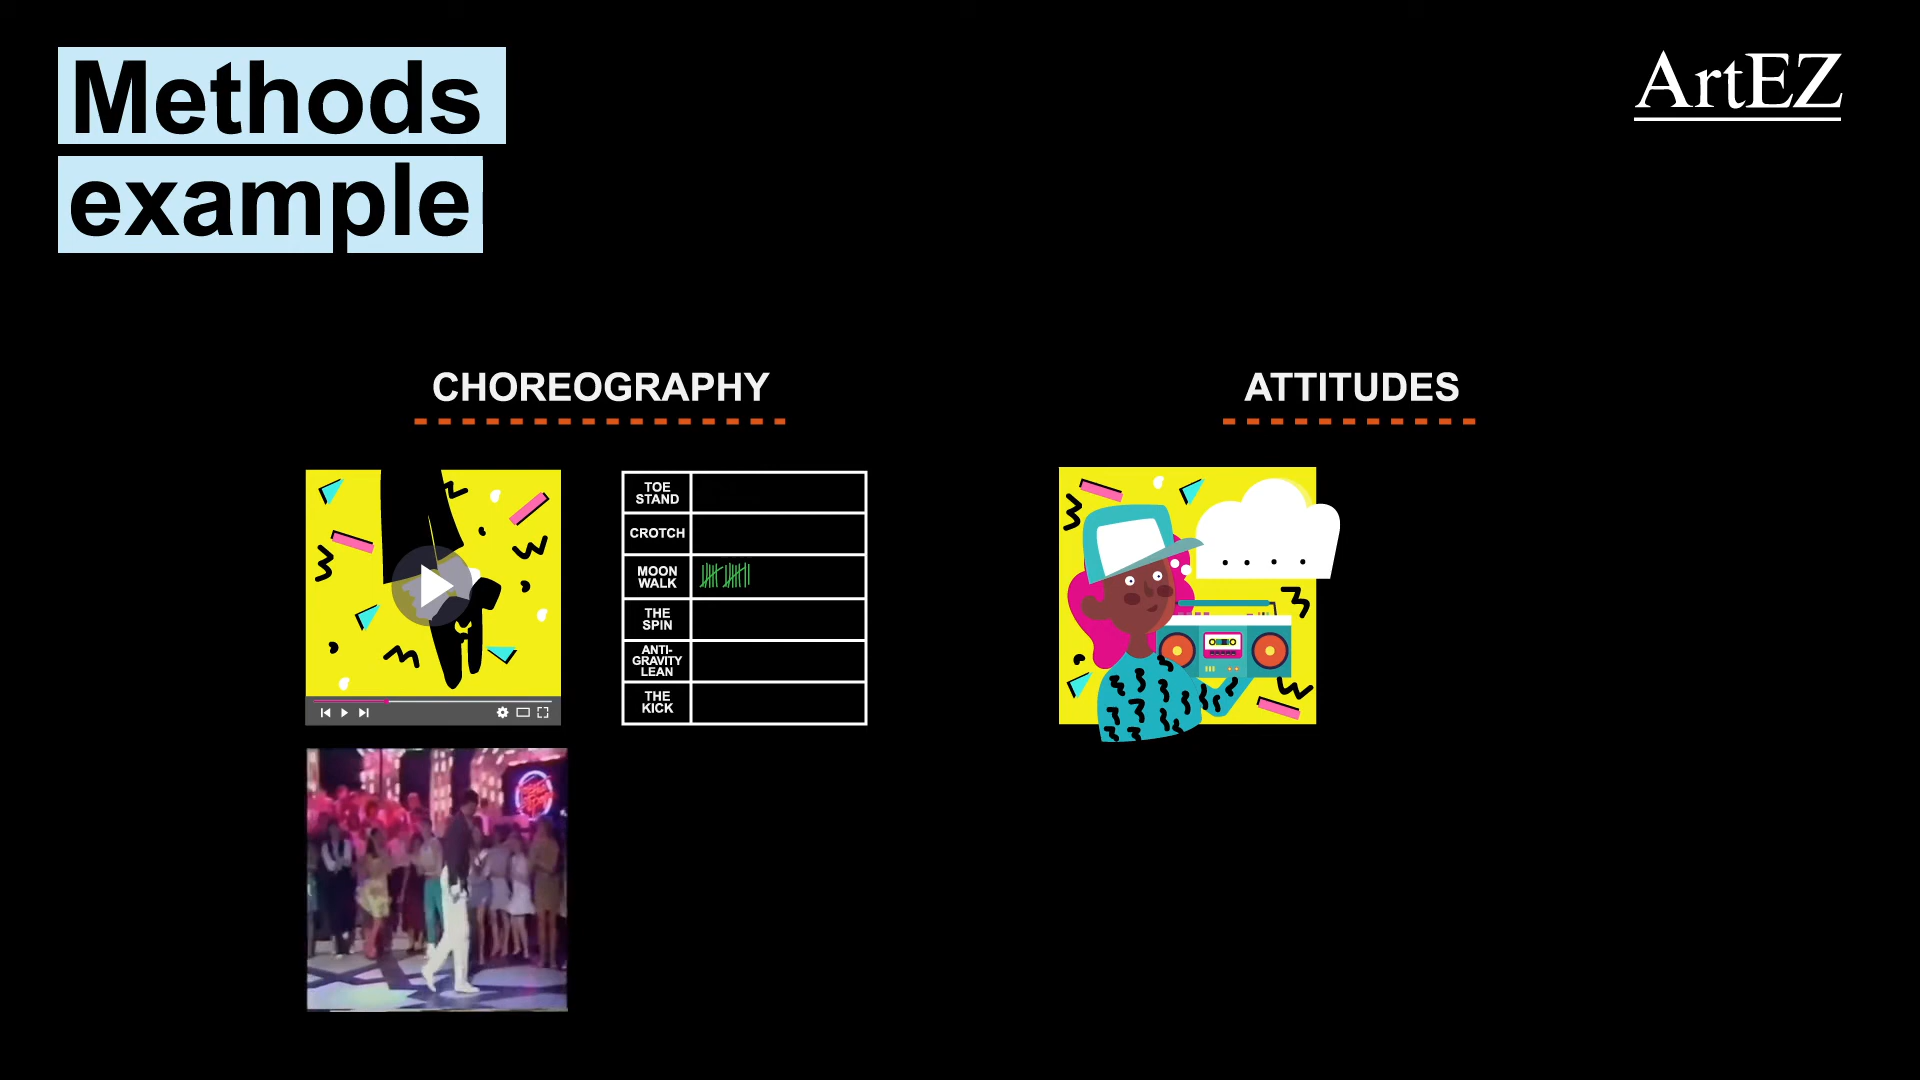 Methods
example
ArtEZ
CHOREOGRAPHY
ATTITUDES
TOE
STAND
CROTCH
MOON
WALK
THE
SPIN
ANTI-
GRAVITY
LEAN
THE
KICK